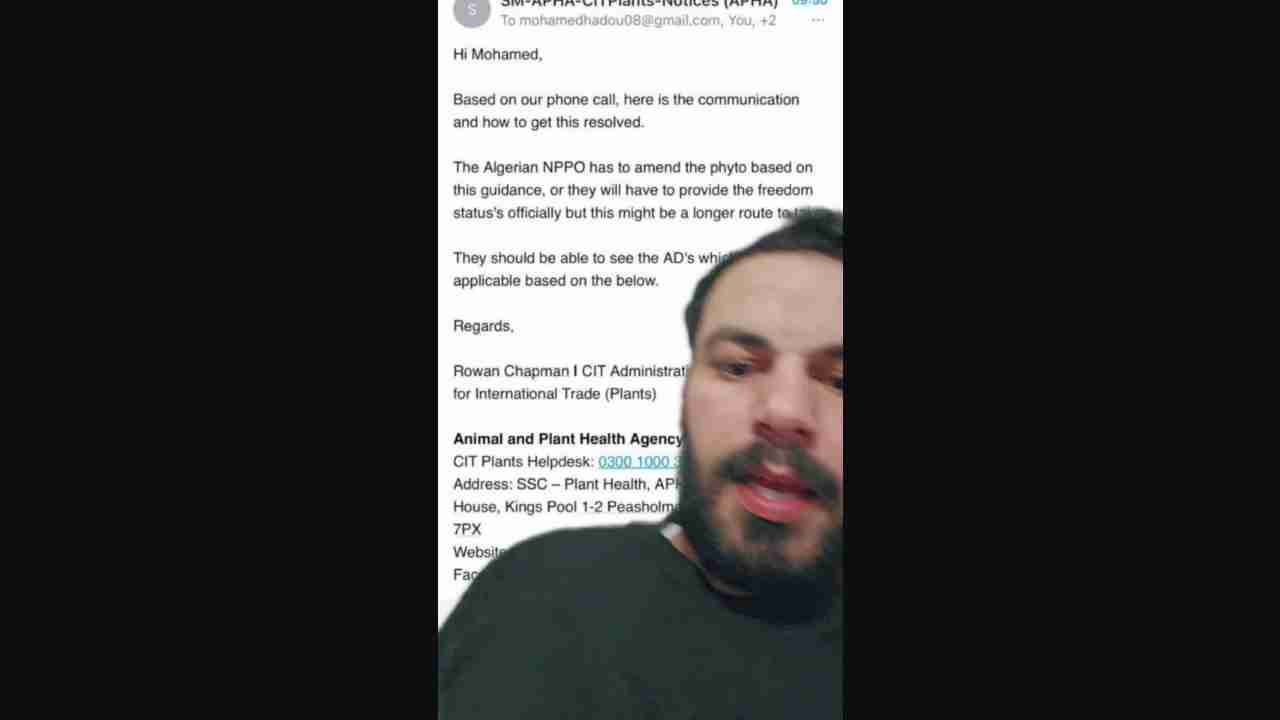 SM-APHA-CITPlants-Notices (APHA) 09:50
S
To mohamedhadou08@gmail.com, You, +2
Hi Mohamed,
Based on our phone call, here is the communication
and how to get this resolved.
The Algerian NPPO has to amend the phyto based on
this guidance, or they will have to provide the freedom
status's officially but this might be a longer route to
They should be able to see the AD's
applicable based on the below.
Regards,
Rowan Chapman I CIT
for International Trade (Plants)
Animal and Plant Health Agency
CIT Plants Helpdesk: 0300 1000
Address: SSC – Plant Health,
House, Kings Pool 1-2
7PX